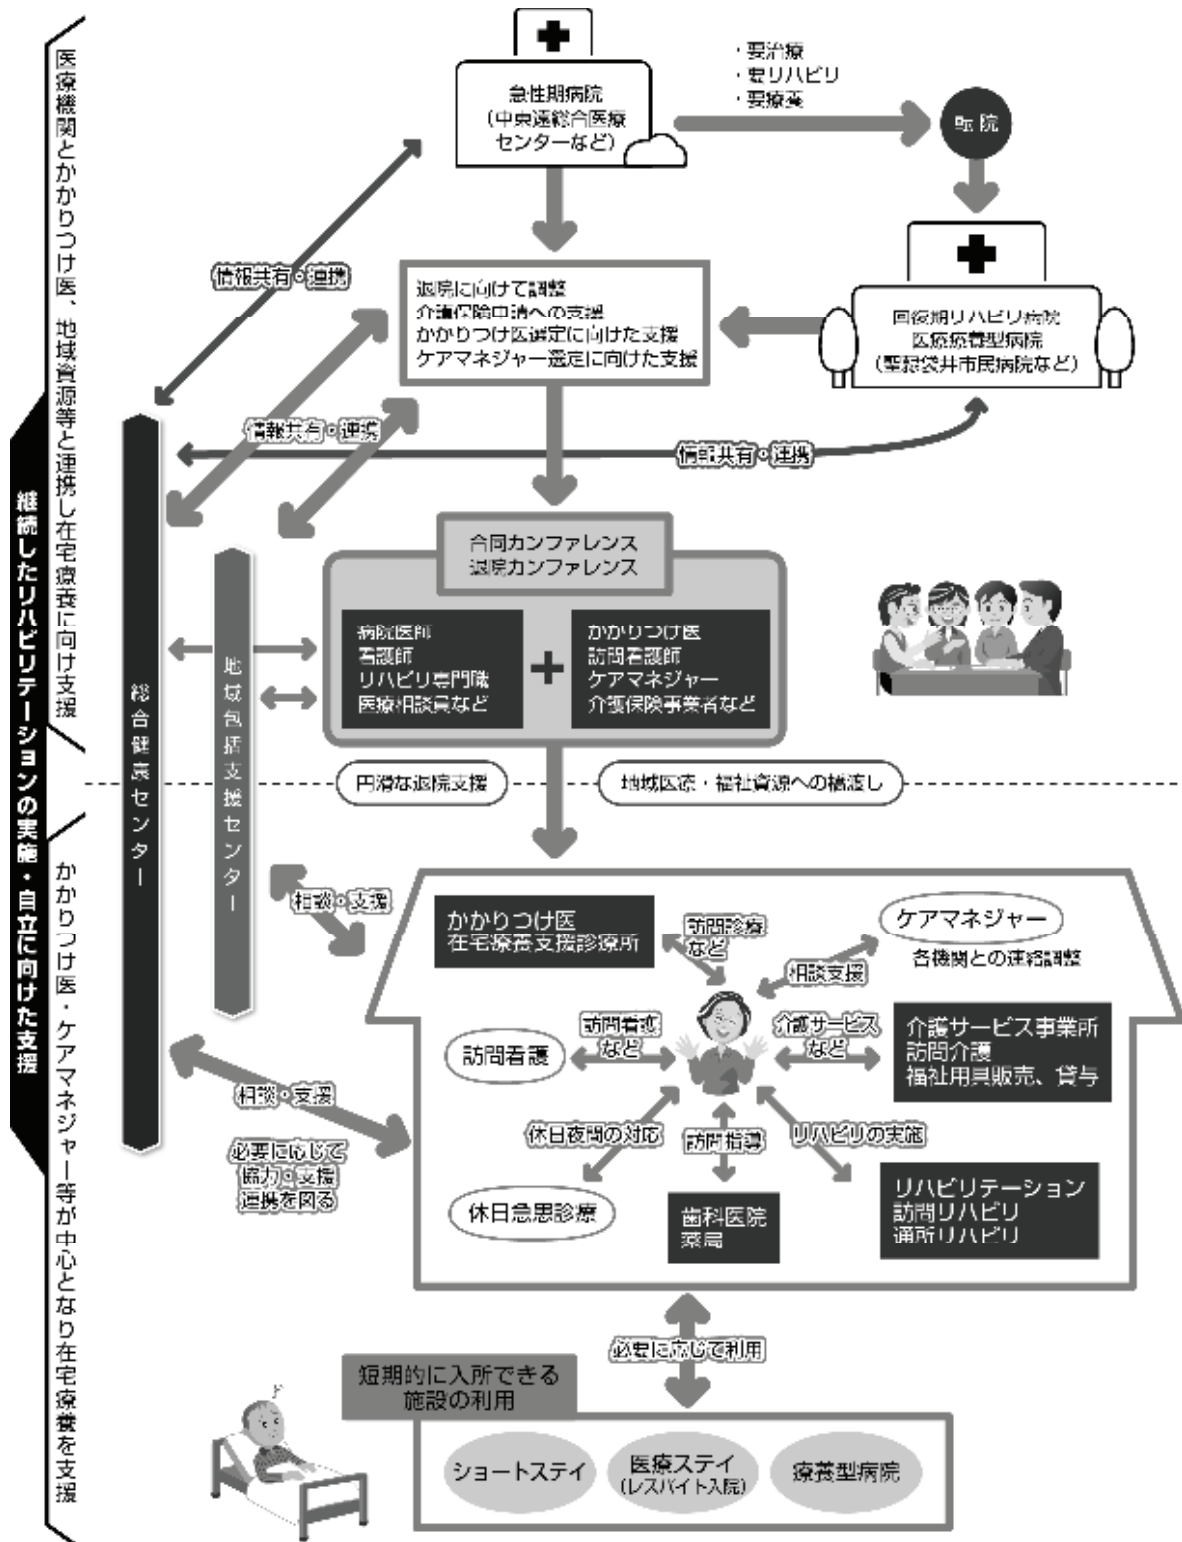 医療機関とかかりつけ医、地域資源等と連携し在宅療養に向け支援
継続したリハビリテーションの実施・自立に向けた支援
かかりつけ医・ケアマネジャー等が中心となり在宅療養を支援
急性期病院
(中東遠総合医療
センターなど)
・要治療
・要リハビリ
・要療養
転院
回復期リハビリ病院
医療療養型病院
(聖隷袋井市民病院など)
情報共有・連携
退院に向けて調整
介護保険申請への支援
かかりつけ医選定に向けた支援
ケアマネジャー選定に向けた支援
情報共有・連携
情報共有・連携
総合健康センター
地域包括支援センター
合同カンファレンス
退院カンファレンス
病院医師
看護師
リハビリ専門職
医療相談員など
+
かかりつけ医
訪問看護師
ケアマネジャー
介護保険事業者など
円滑な退院支援
地域医療・福祉資源への橋渡し
相談・支援
かかりつけ医
在宅療養支援診療所
訪問診療
など
ケアマネジャー
各機関との連絡調整
相談支援
訪問看護
訪問看護
など
介護サービス
など
介護サービス事業所
訪問介護
福祉用具販売、貸与
相談・支援
必要に応じて
協力・支援
連携を図る
休日夜間の対応
訪問指導
リハビリの実施
休日急患診療
歯科医院
薬局
リハビリテーション
訪問リハビリ
通所リハビリ
必要に応じて利用
短期的に入所できる
施設の利用
ショートステイ
医療ステイ
(レスパイト入院)
療養型病院